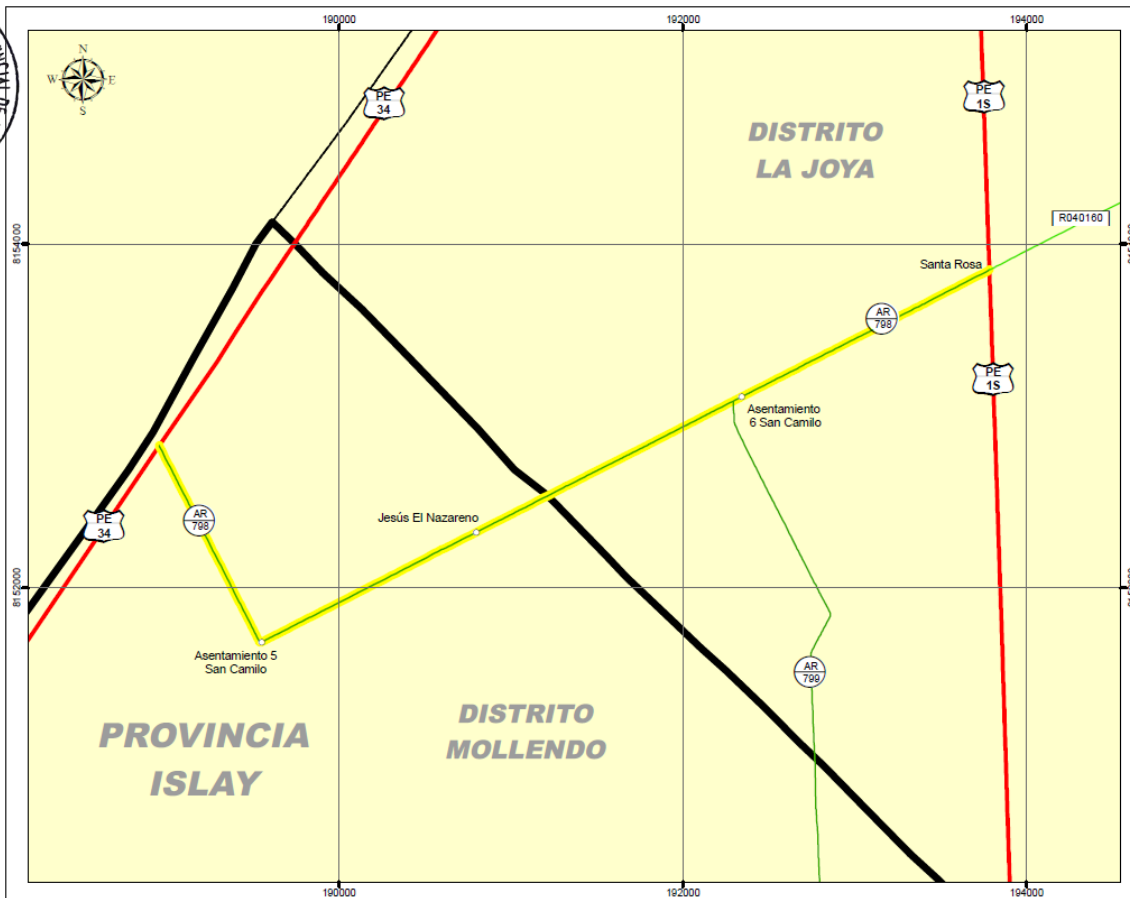 190000
192000
194000
N
W
E
S
PE
34
PE
1S
DISTRITO
LA JOYA
R040160
8154000
Santa Rosa
AR
798
PE
1S
Asentamiento
6 San Camilo
Jesús El Nazareno
AR
798
PE
34
8152000
Asentamiento 5
San Camilo
AR
799
PROVINCIA
ISLAY
DISTRITO
MOLLENDO
190000
192000
194000